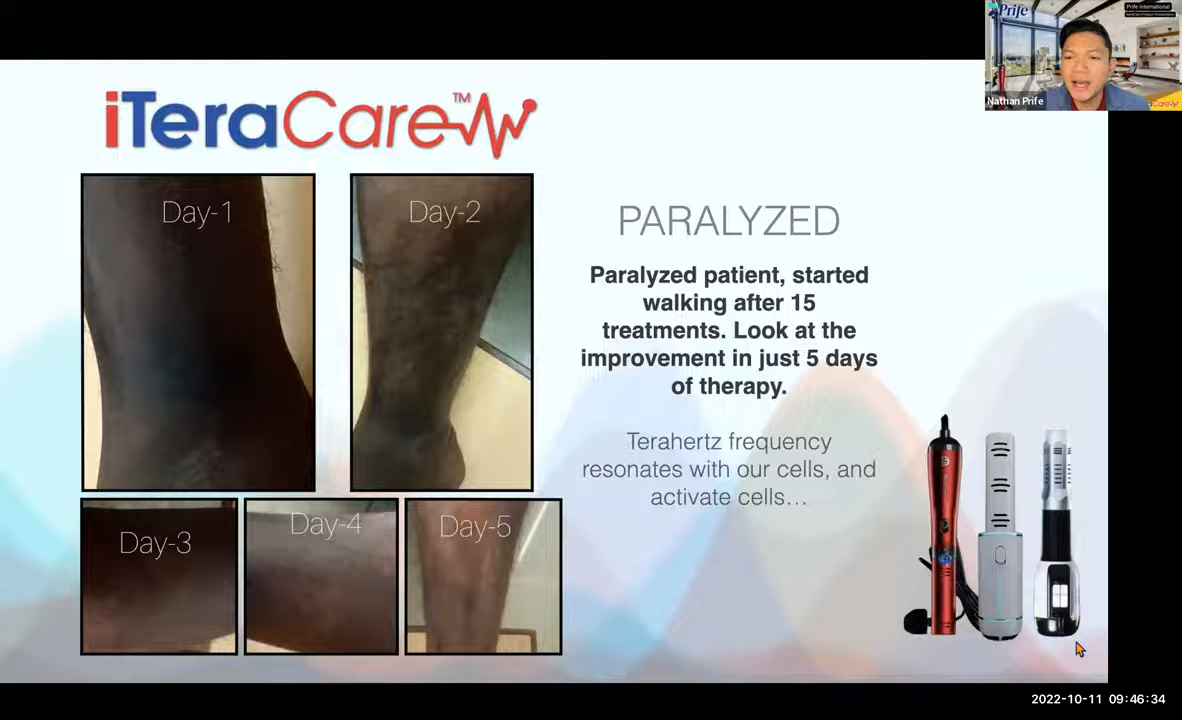 iTeraCare™
Day-1
Day-2
Day-3
Day-4
Day-5
PARALYZED
Paralyzed patient, started
walking after 15
treatments. Look at the
improvement in just 5 days
of therapy.
Terahertz frequency
resonates with our cells, and
activate cells...
Prife
Prife International
Nathan Prife
2022-10-11 09:46:34